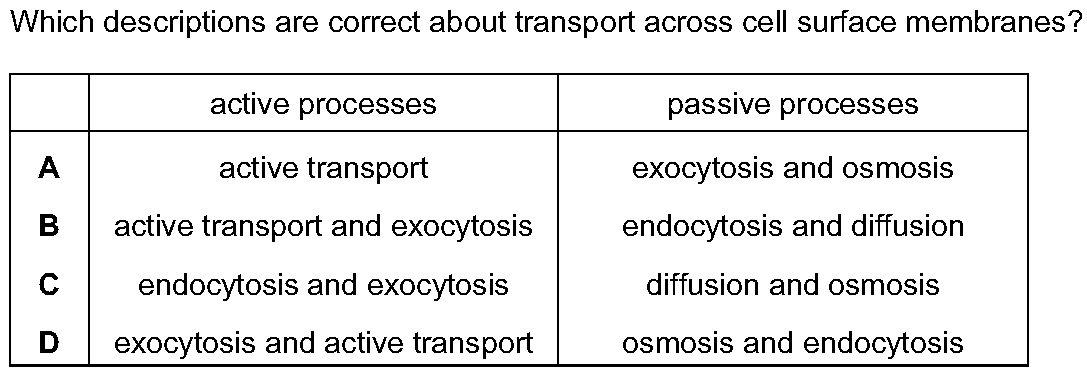 Which descriptions are correct about transport across cell surface membranes?
active processes passive processes
A active transport exocytosis and osmosis
B active transport and exocytosis endocytosis and diffusion
C endocytosis and exocytosis diffusion and osmosis
D exocytosis and active transport osmosis and endocytosis